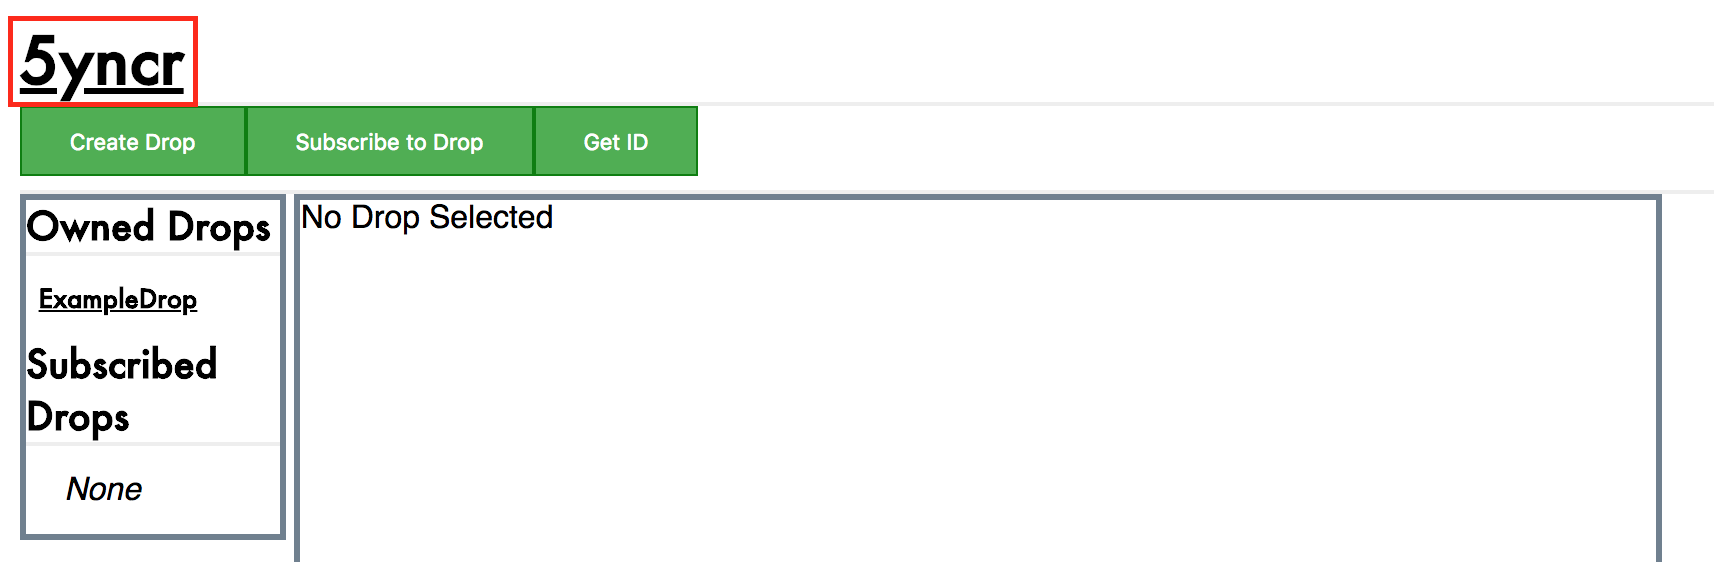 5yncr
Create Drop Subscribe to Drop Get ID
Owned Drops
ExampleDrop
Subscribed
Drops
None
No Drop Selected